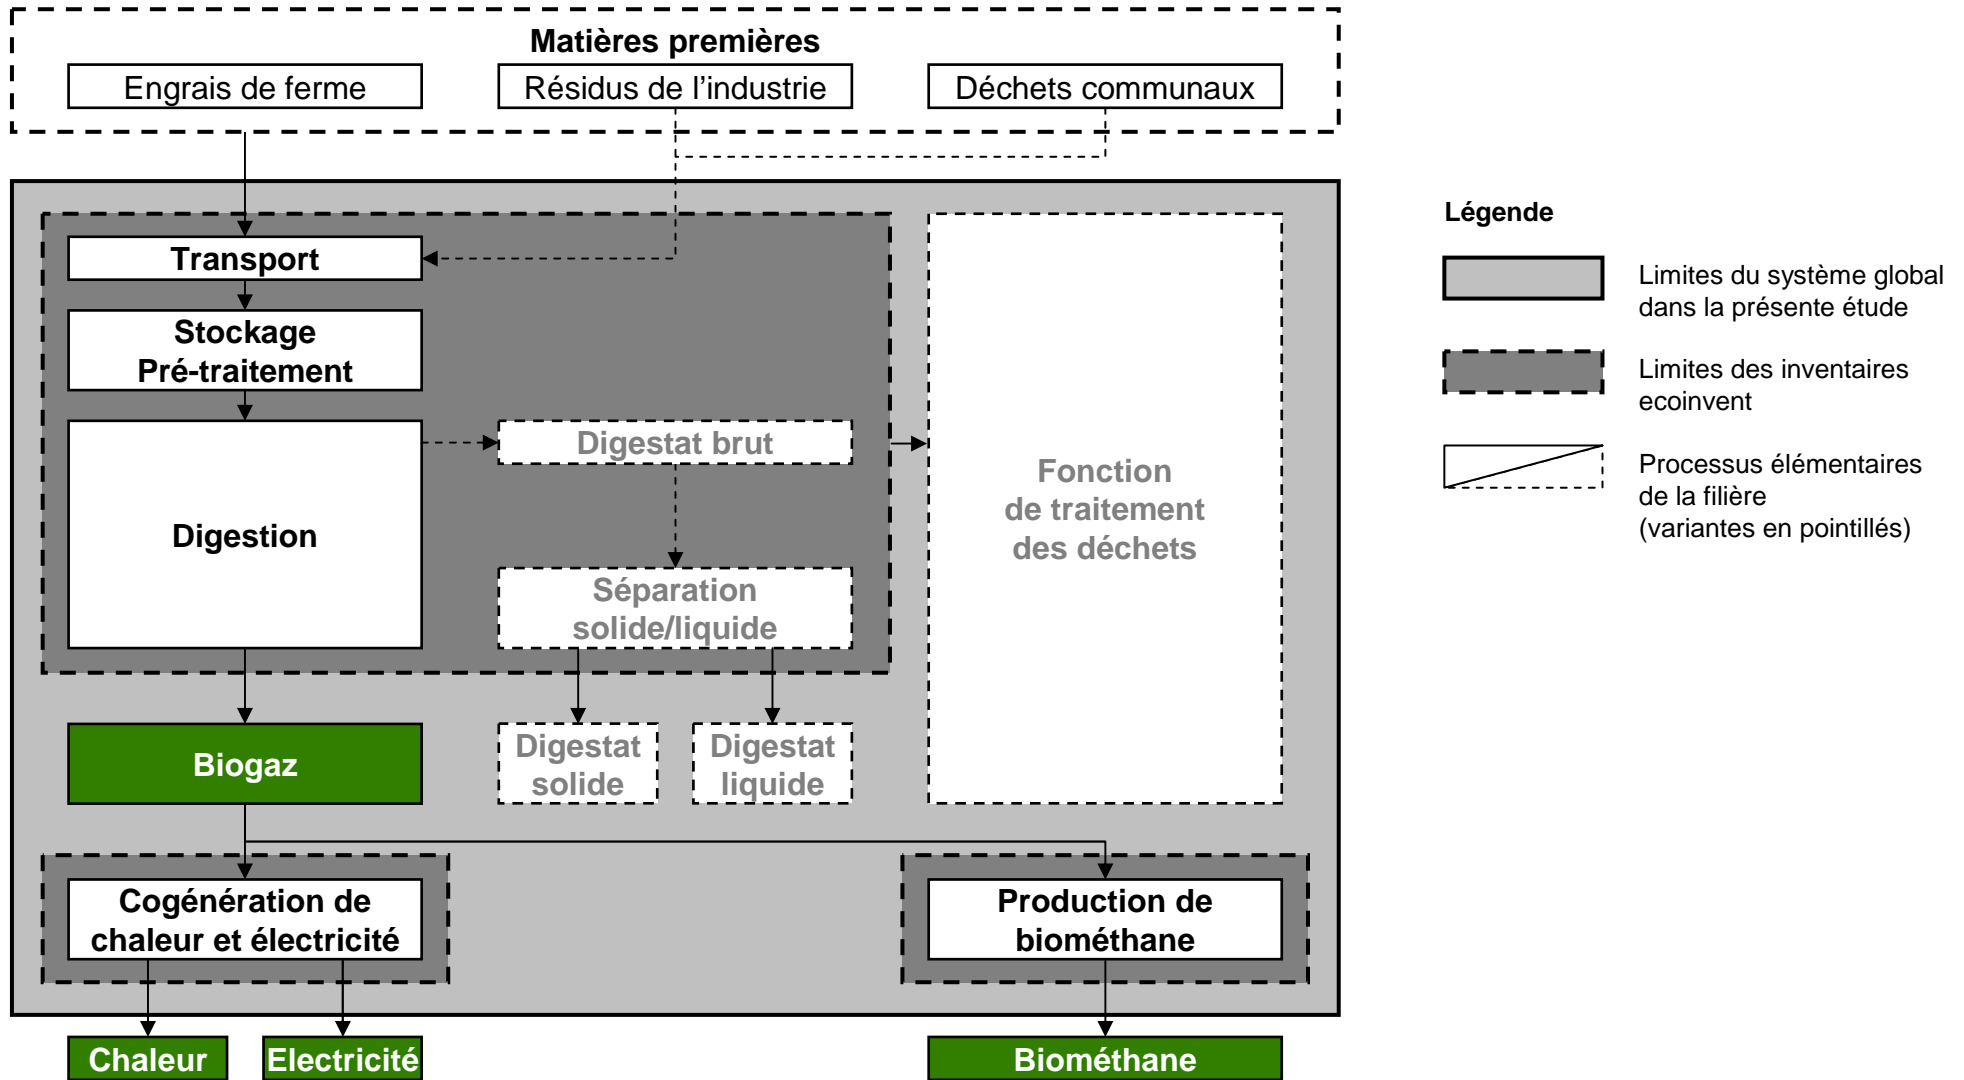 Matières premières
Engrais de ferme
Résidus de l'industrie
Déchets communaux
Transport
Stockage
Pré-traitement
Digestion
Digestat brut
Séparation
solide/liquide
Fonction
de traitement
des déchets
Biogaz
Digestat
solide
Digestat
liquide
Cogénération de
chaleur et électricité
Production de
biométhane
Chaleur
Electricité
Biométhane
Légende
Limites du système global
dans la présente étude
Limites des inventaires
ecoinvent
Processus élémentaires
de la filière
(variantes en pointillés)